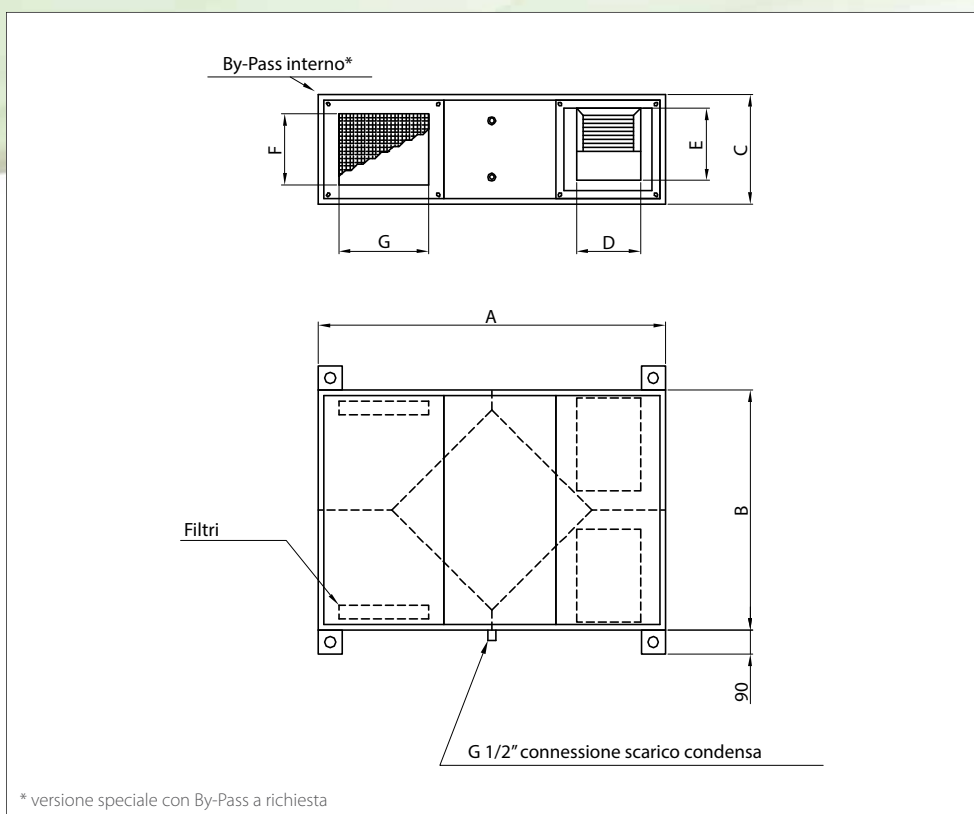 By-Pass interno*
F
E
C
G
D
A
B
Filtri
90
G 1/2” connessione scarico condensa
* versione speciale con By-Pass a richiesta